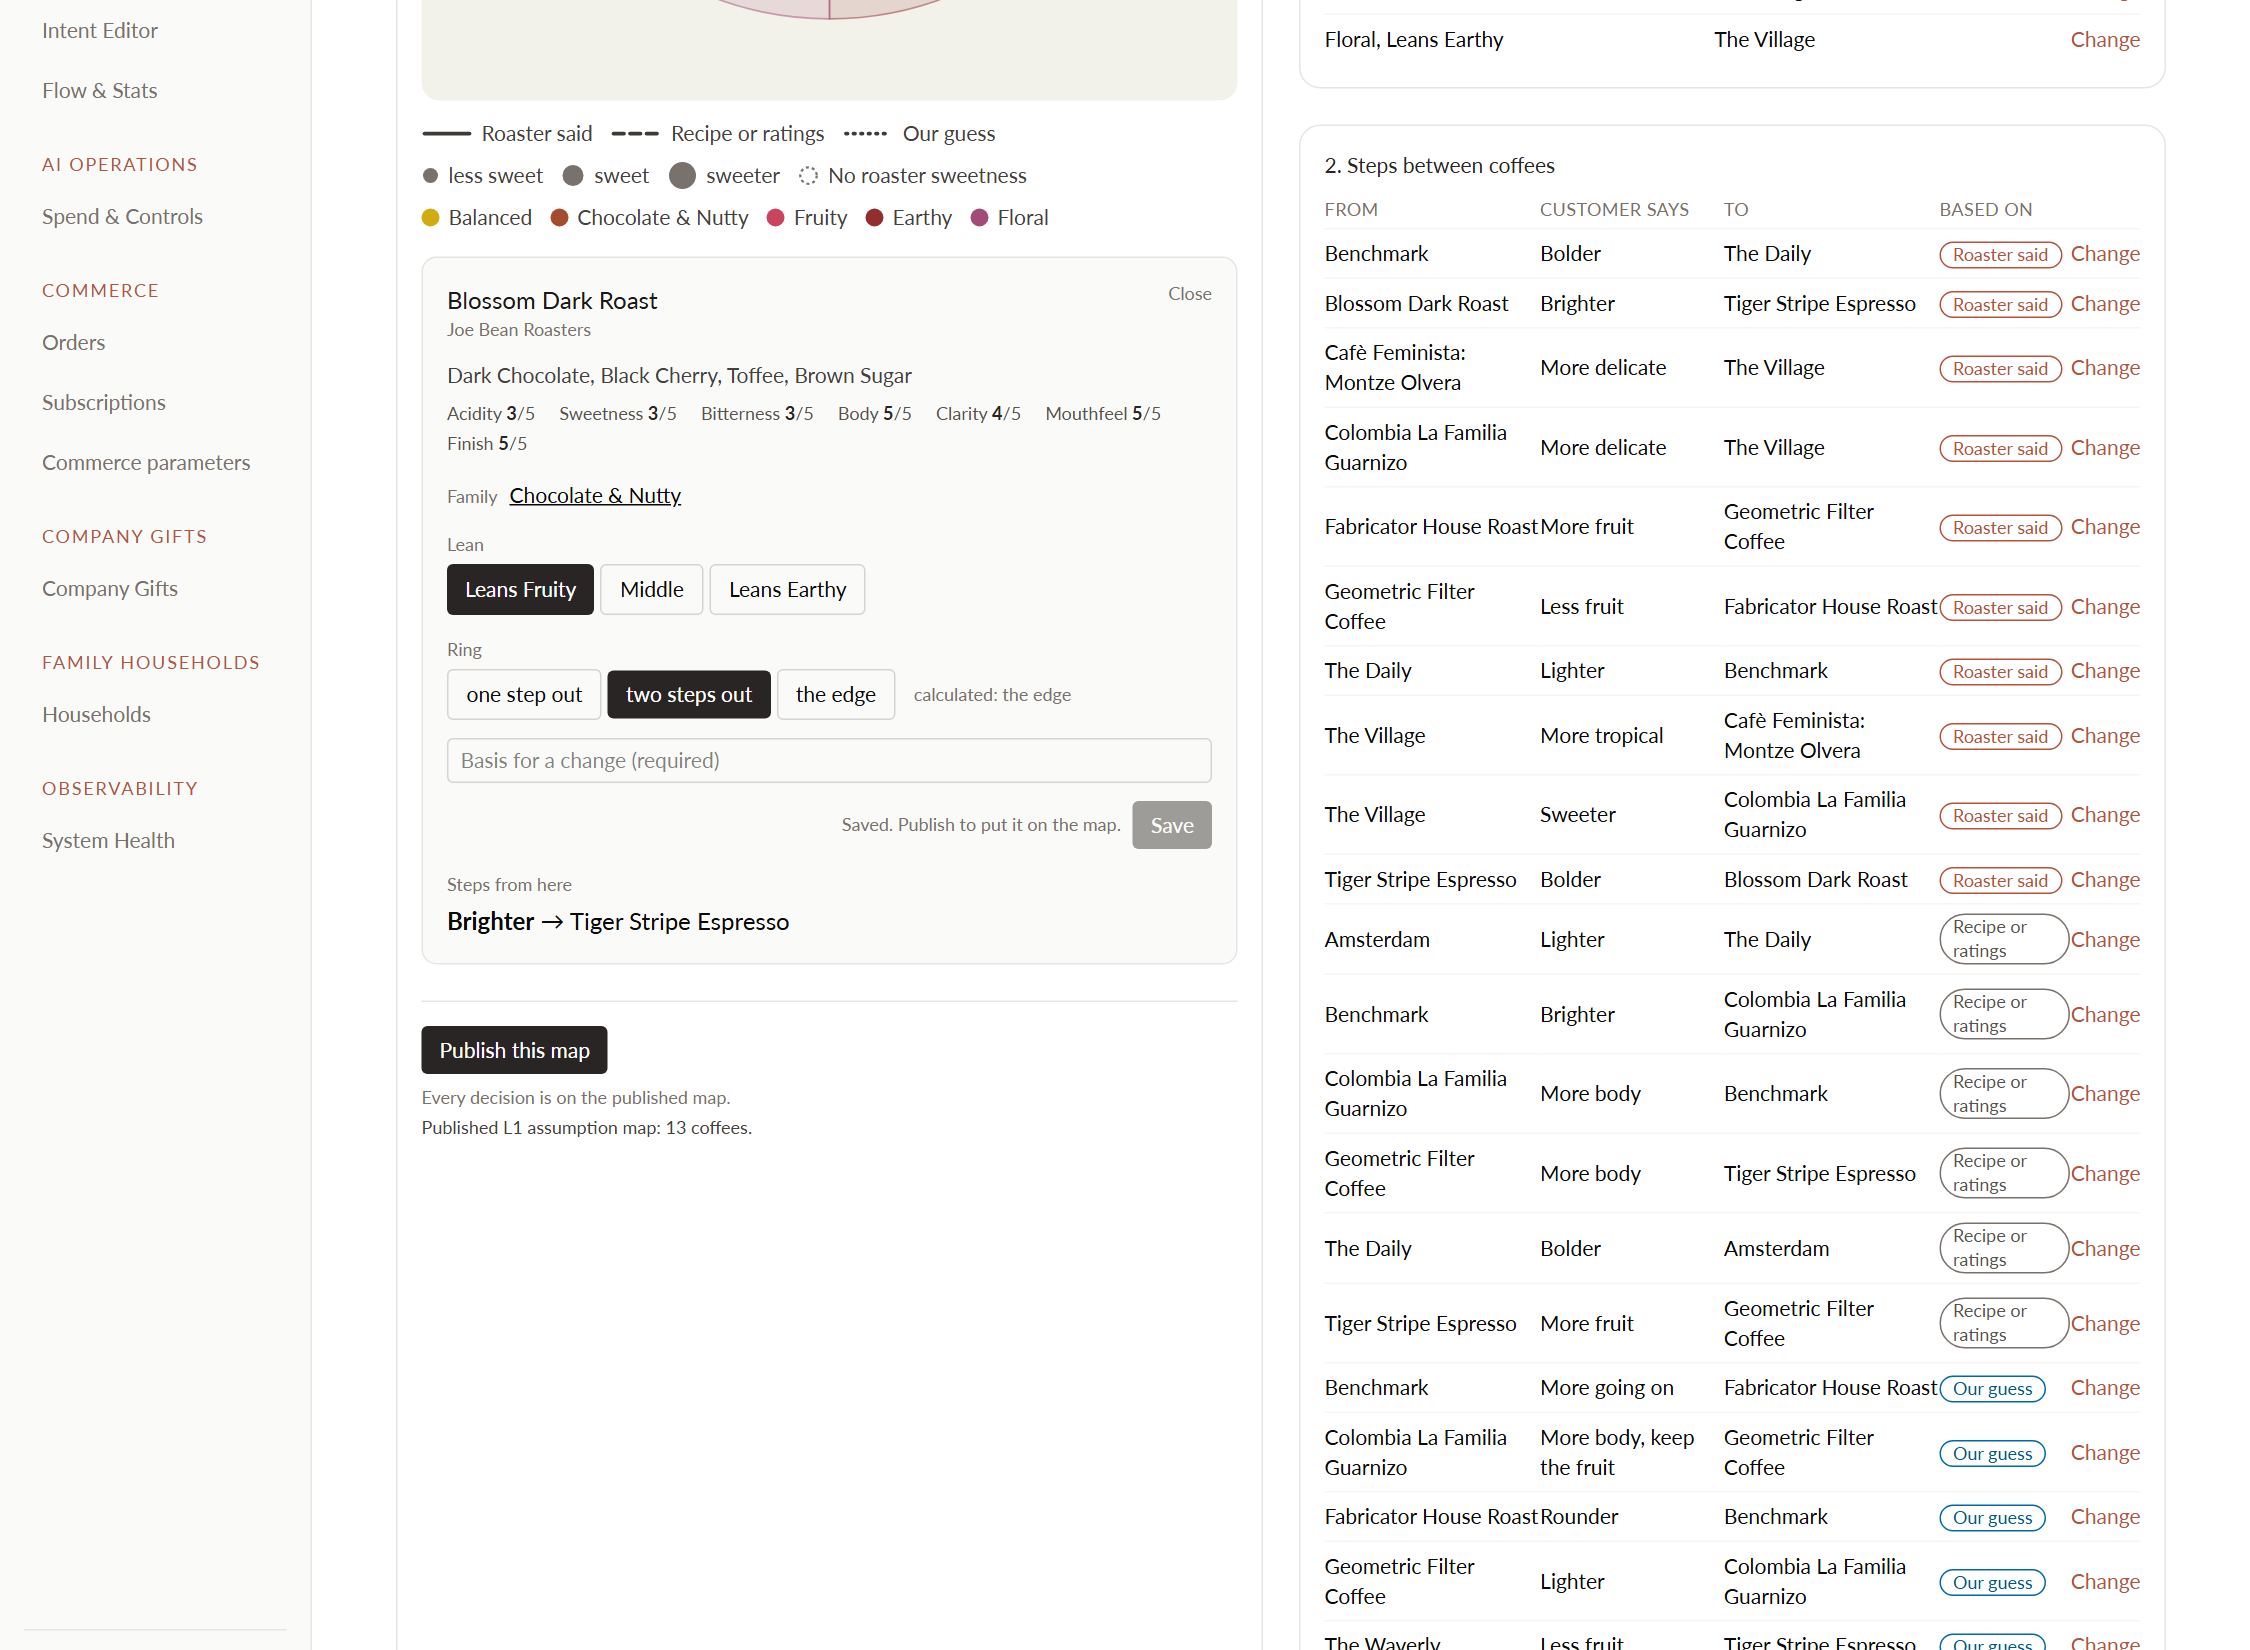 Intent Editor
Flow & Stats
AI OPERATIONS
Spend & Controls
COMMERCE
Orders
Subscriptions
Commerce parameters
COMPANY GIFTS
Company Gifts
FAMILY HOUSEHOLDS
Households
OBSERVABILITY
System Health
Roaster said Recipe or ratings Our guess
less sweet sweet sweeter No roaster sweetness
Balanced Chocolate & Nutty Fruity Earthy Floral
Blossom Dark Roast Close
Joe Bean Roasters
Dark Chocolate, Black Cherry, Toffee, Brown Sugar
Acidity 3/5 Sweetness 3/5 Bitterness 3/5 Body 5/5 Clarity 4/5 Mouthfeel 5/5
Finish 5/5
Family Chocolate & Nutty
Lean
Leans Fruity Middle Leans Earthy
Ring
one step out two steps out the edge calculated: the edge
Basis for a change (required)
Saved. Publish to put it on the map. Save
Steps from here
Brighter → Tiger Stripe Espresso
Publish this map
Every decision is on the published map.
Published L1 assumption map: 13 coffees.
Floral, Leans Earthy The Village Change
2. Steps between coffees
FROM CUSTOMER SAYS TO BASED ON
Benchmark Bolder The Daily Roaster said Change
Blossom Dark Roast Brighter Tiger Stripe Espresso Roaster said Change
Cafè Feminista:
Montze Olvera More delicate The Village Roaster said Change
Colombia La Familia
Guarnizo More delicate The Village Roaster said Change
Fabricator House Roast More fruit Geometric Filter
Coffee Roaster said Change
Geometric Filter
Coffee Less fruit Fabricator House Roast Roaster said Change
The Daily Lighter Benchmark Roaster said Change
The Village More tropical Cafè Feminista:
Montze Olvera Roaster said Change
The Village Sweeter Colombia La Familia
Guarnizo Roaster said Change
Tiger Stripe Espresso Bolder Blossom Dark Roast Roaster said Change
Amsterdam Lighter The Daily Recipe or
ratings Change
Benchmark Brighter Colombia La Familia
Guarnizo Recipe or
ratings Change
Colombia La Familia
Guarnizo More body Benchmark Recipe or
ratings Change
Geometric Filter
Coffee More body Tiger Stripe Espresso Recipe or
ratings Change
The Daily Bolder Amsterdam Recipe or
ratings Change
Tiger Stripe Espresso More fruit Geometric Filter
Coffee Recipe or
ratings Change
Benchmark More going on Fabricator House Roast Our guess Change
Colombia La Familia
Guarnizo More body, keep
the fruit Geometric Filter
Coffee Our guess Change
Fabricator House Roast Rounder Benchmark Our guess Change
Geometric Filter
Coffee Lighter Colombia La Familia
Guarnizo Our guess Change
The Waverly Less fruit Tiger Stripe Espresso Our guess Change